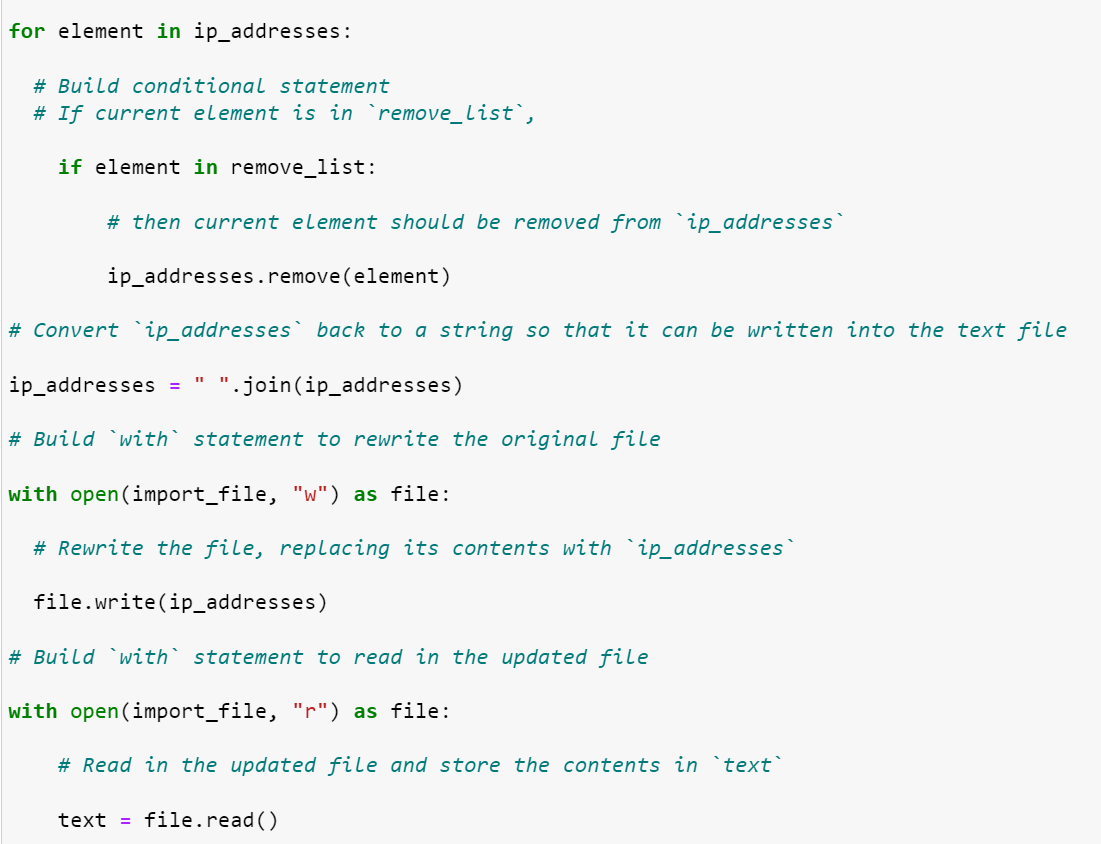 for element in ip_addresses:
  # Build conditional statement
  # If current element is in `remove_list`,
    if element in remove_list:
        # then current element should be removed from `ip_addresses`
        ip_addresses.remove(element)
# Convert `ip_addresses` back to a string so that it can be written into the text file
ip_addresses = " ".join(ip_addresses)
# Build `with` statement to rewrite the original file
with open(import_file, "w") as file:
  # Rewrite the file, replacing its contents with `ip_addresses`
  file.write(ip_addresses)
# Build `with` statement to read in the updated file
with open(import_file, "r") as file:
    # Read in the updated file and store the contents in `text`
    text = file.read()